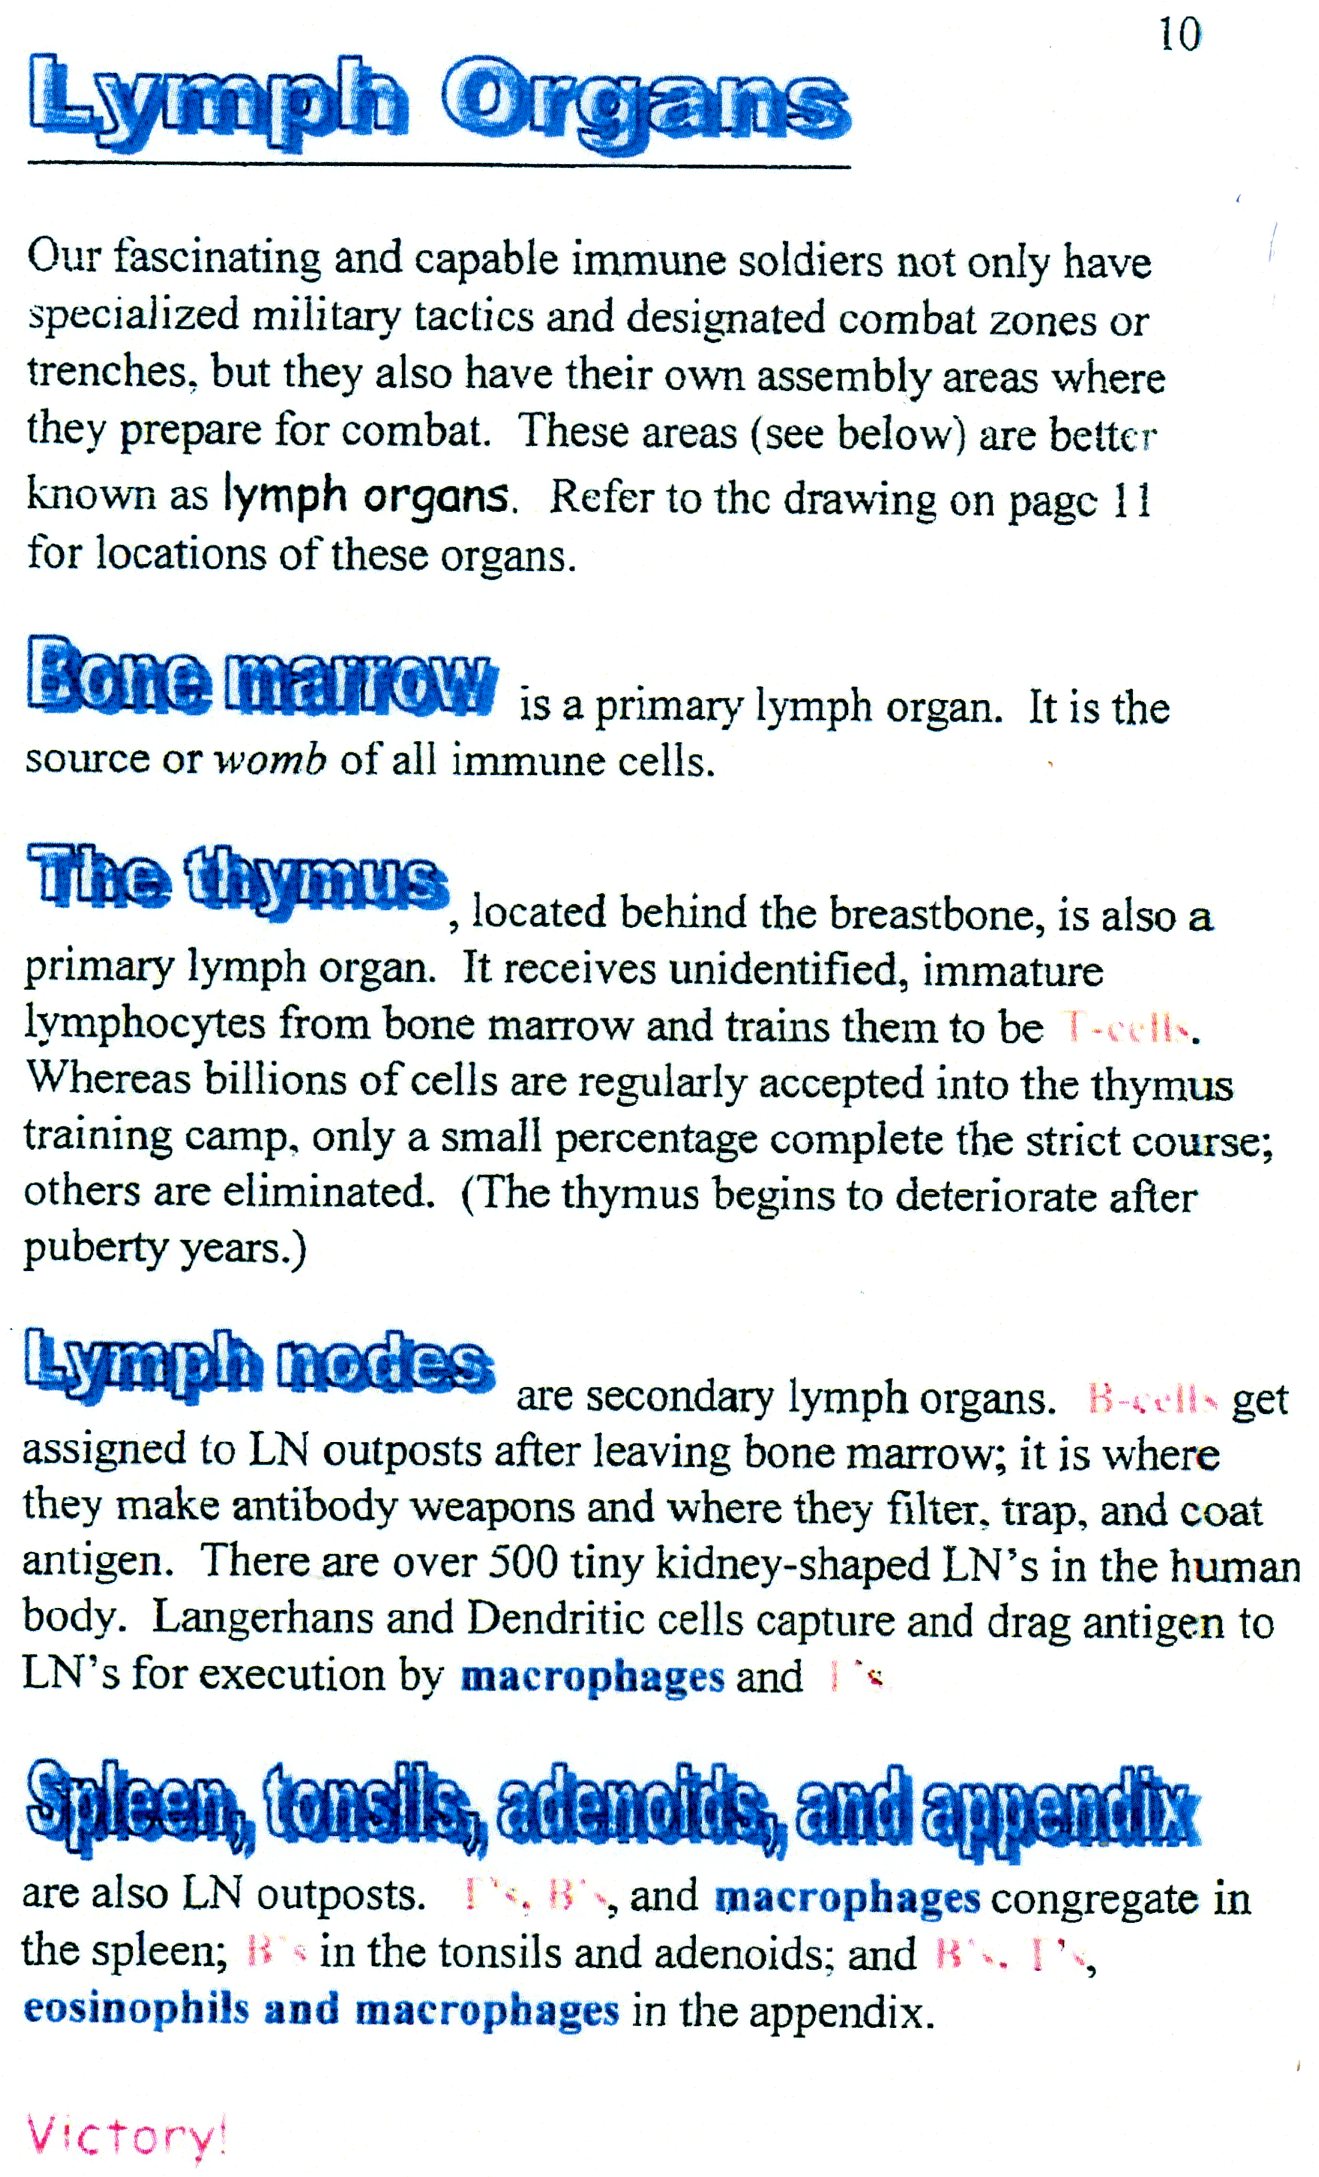 10
Lymph Organs
Our fascinating and capable immune soldiers not only have
specialized military tactics and designated combat zones or
trenches, but they also have their own assembly areas where
they prepare for combat.  These areas (see below) are better
known as lymph organs.  Refer to the drawing on page 11
for locations of these organs.
Bone marrow is a primary lymph organ.  It is the
source or womb of all immune cells.
The thymus, located behind the breastbone, is also a
primary lymph organ.  It receives unidentified, immature
lymphocytes from bone marrow and trains them to be T-cells.
Whereas billions of cells are regularly accepted into the thymus
training camp, only a small percentage complete the strict course;
others are eliminated.  (The thymus begins to deteriorate after
puberty years.)
Lymph nodes are secondary lymph organs.  B-cells get
assigned to LN outposts after leaving bone marrow; it is where
they make antibody weapons and where they filter, trap, and coat
antigen.  There are over 500 tiny kidney-shaped LN's in the human
body.  Langerhans and Dendritic cells capture and drag antigen to
LN's for execution by macrophages and T's
Spleen, tonsils, adenoids, and appendix
are also LN outposts.  T's, B's, and macrophages congregate in
the spleen; B's in the tonsils and adenoids; and B's, T's,
eosinophils and macrophages in the appendix.
Victory!